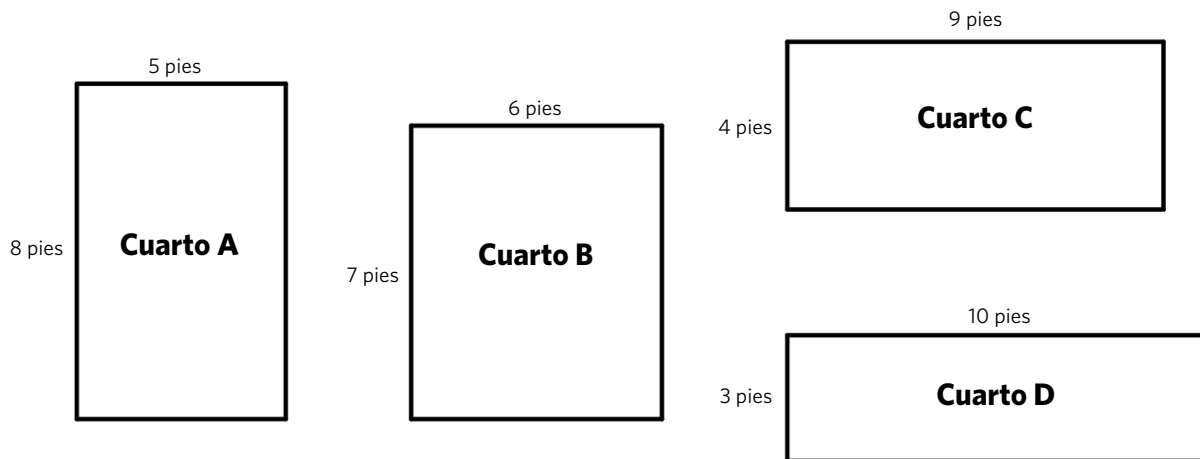 5 pies
8 pies
Cuarto A
6 pies
7 pies
Cuarto B
9 pies
4 pies
Cuarto C
10 pies
3 pies
Cuarto D